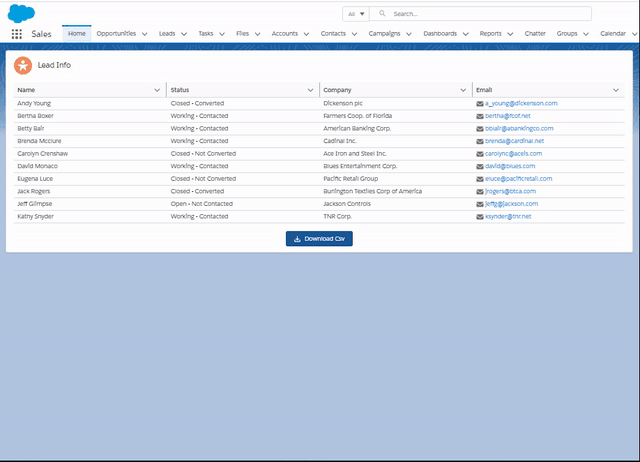 All Search...
Sales Home Opportunities Leads Tasks Files Accounts Contacts Campaigns Dashboards Reports Chatter Groups Calendar
Lead Info
Name Status Company Email
Andy Young Closed - Converted Dickenson plc a_young@dickenson.com
Bertha Boxer Working - Contacted Farmers Coop. of Florida bertha@fcof.net
Betty Bair Working - Contacted American Banking Corp. bblair@abankingco.com
Brenda Mcclure Working - Contacted Cadinal Inc. brenda@cardinal.net
Carolyn Crenshaw Closed - Not Converted Ace Iron and Steel Inc. carolync@aceis.com
David Monaco Working - Contacted Blues Entertainment Corp. david@blues.com
Eugena Luce Closed - Not Converted Pacific Retail Group eluce@pacificretail.com
Jack Rogers Closed - Converted Burlington Textiles Corp of America jrogers@btca.com
Jeff Glimpse Open - Not Contacted Jackson Controls jeffg@jackson.com
Kathy Snyder Working - Contacted TNR Corp. ksynder@tnr.net
Download Csv